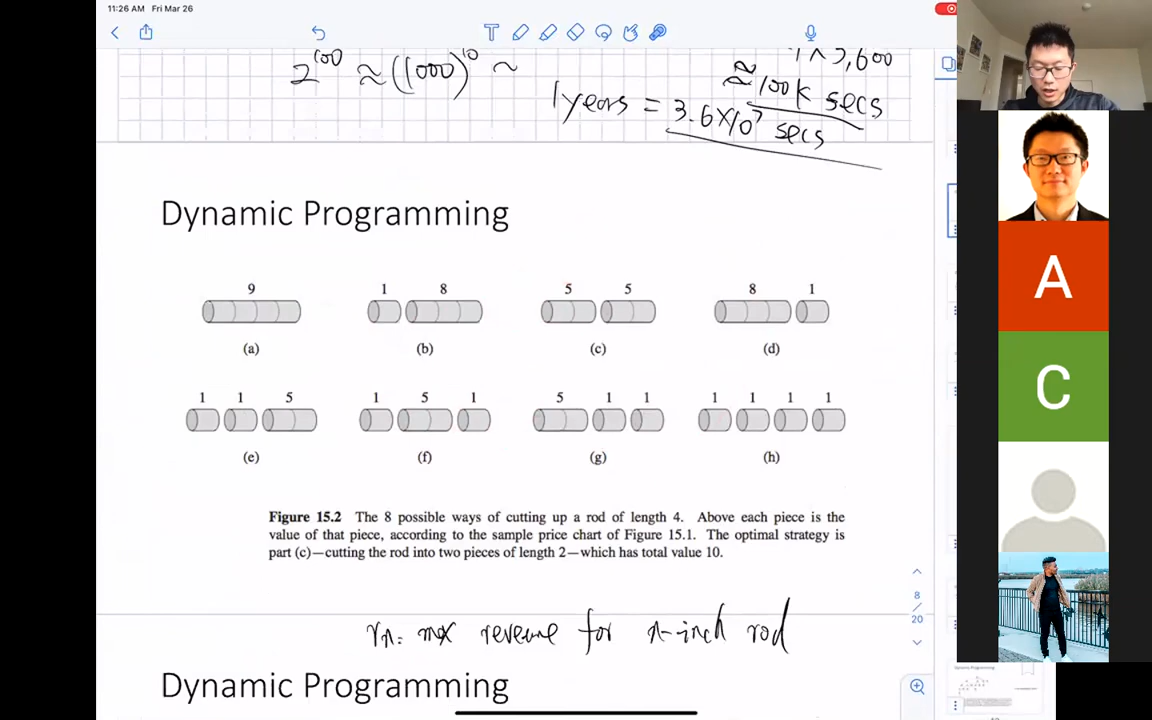 11:26 AM Fri Mar 26
2^100 ≈ (1000)^10 ~
≈ 100k secs
1 years = 3.6×10^7 secs
Dynamic Programming
9
1 8
5 5
8 1
(a) (b) (c) (d)
1 1 5
1 5 1
5 1 1
1 1 1 1
(e) (f) (g) (h)
Figure 15.2 The 8 possible ways of cutting up a rod of length 4. Above each piece is the
value of that piece, according to the sample price chart of Figure 15.1. The optimal strategy is
part (c)—cutting the rod into two pieces of length 2—which has total value 10.
rn: max revenue for n-inch rod
Dynamic Programming
8
/
20
A
C